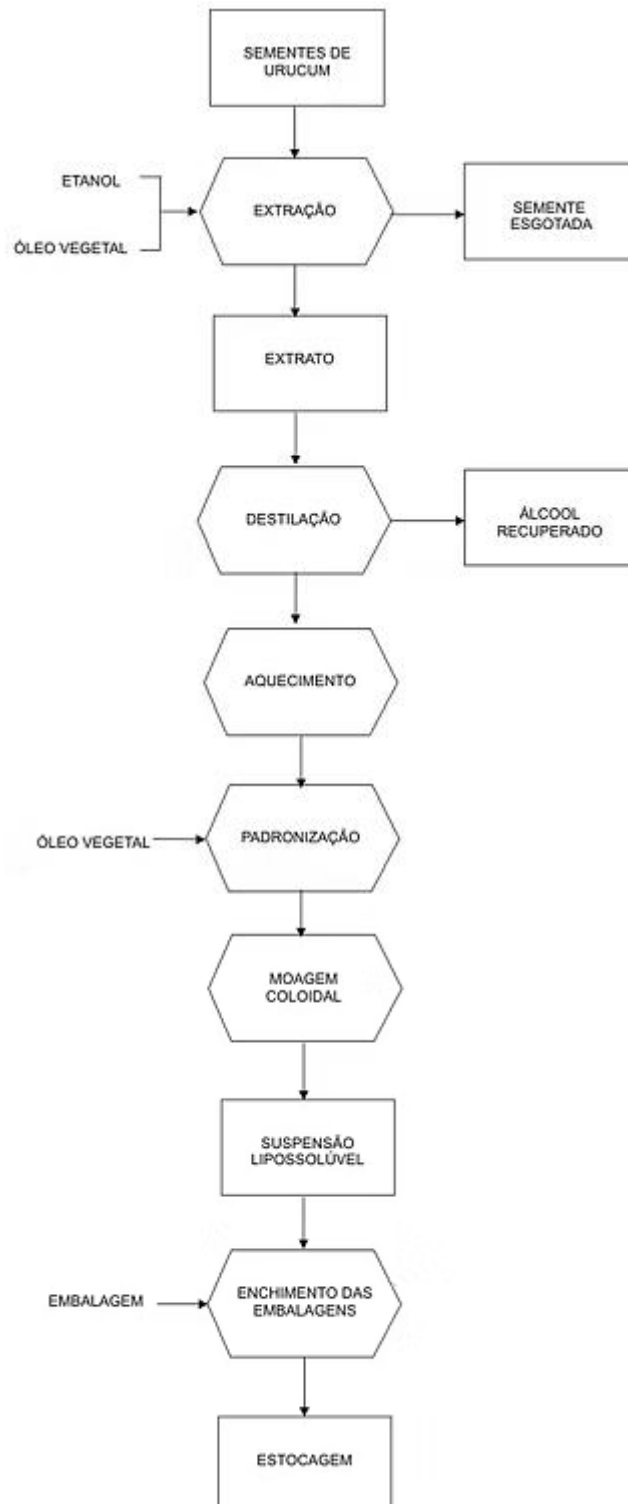 SEMENTES DE
URUCUM
ETANOL
ÓLEO VEGETAL
EXTRAÇÃO
SEMENTE
ESGOTADA
EXTRATO
DESTILAÇÃO
ÁLCOOL
RECUPERADO
AQUECIMENTO
ÓLEO VEGETAL
PADRONIZAÇÃO
MOAGEM
COLOIDAL
SUSPENSÃO
LIPOSSOLÚVEL
EMBALAGEM
ENCHIMENTO DAS
EMBALAGENS
ESTOCAGEM